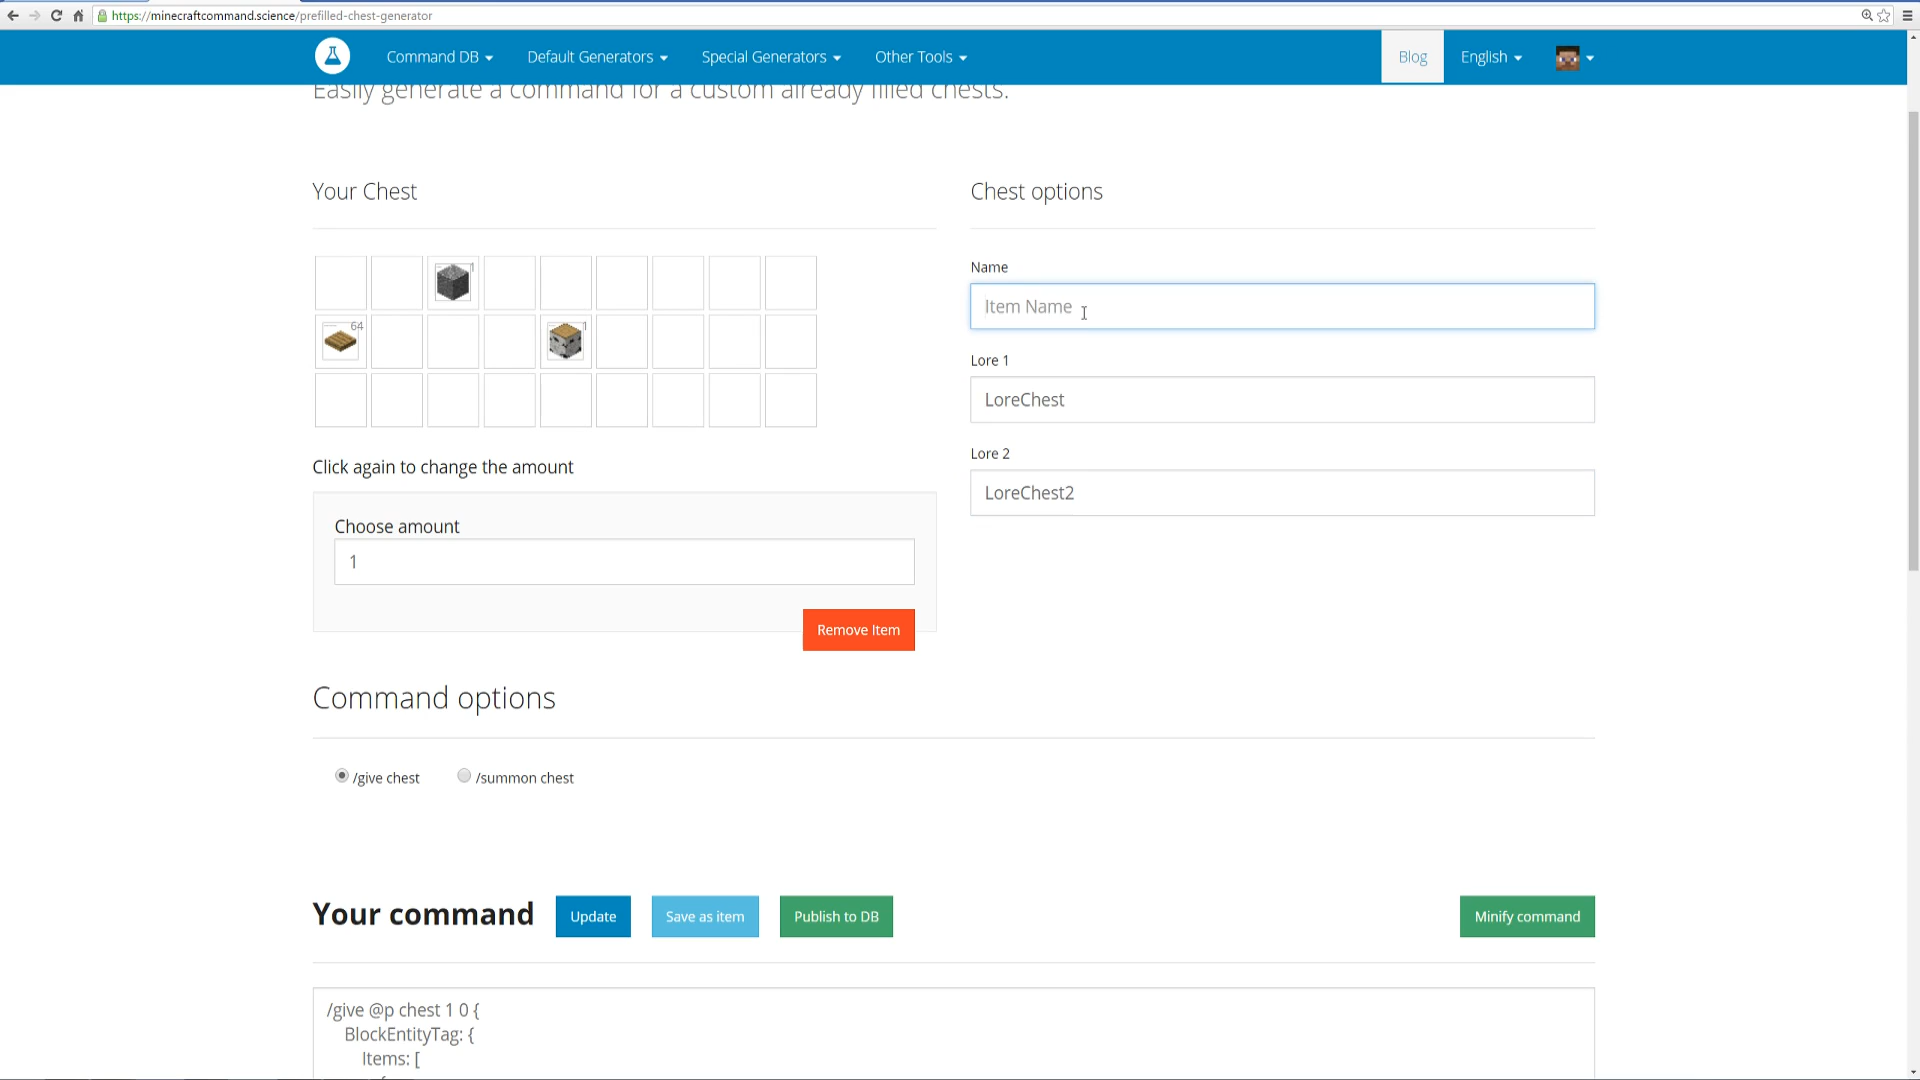 https://minecraftcommand.science/prefilled-chest-generator
Command DB
Default Generators
Special Generators
Other Tools
Blog
English
Easily generate a command for a custom already filled chests.
Your Chest
Chest options
1
64
1
Name
Item Name
Lore 1
LoreChest
Lore 2
LoreChest2
Click again to change the amount
Choose amount
1
Remove Item
Command options
/give chest
/summon chest
Your command
Update
Save as item
Publish to DB
Minify command
/give @p chest 1 0 {
BlockEntityTag: {
Items: [